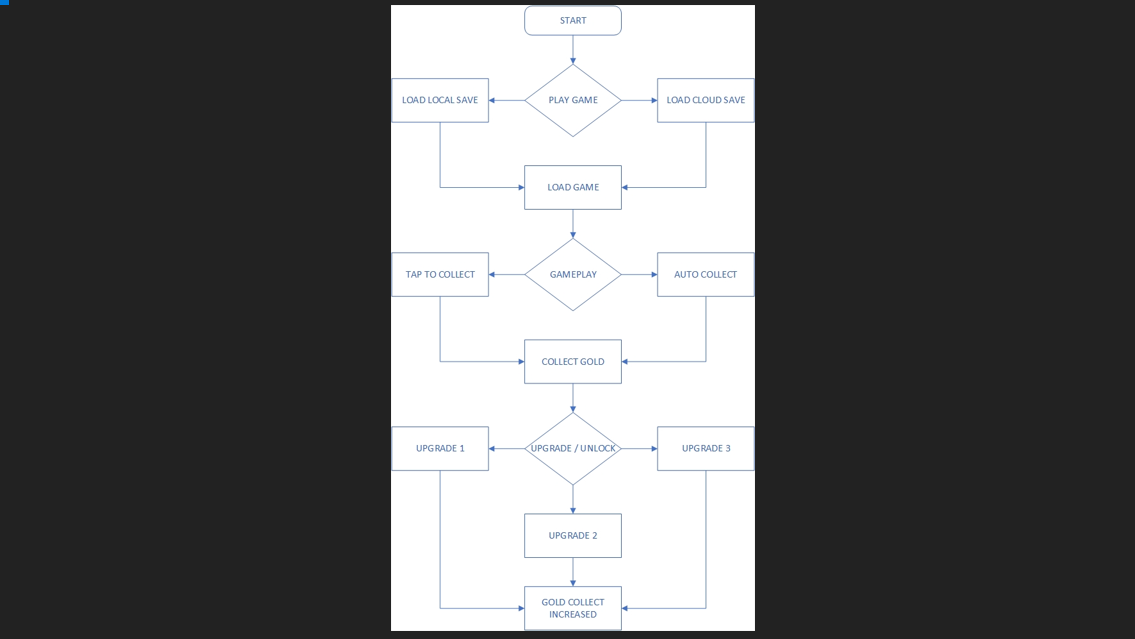 START
LOAD LOCAL SAVE
PLAY GAME
LOAD CLOUD SAVE
LOAD GAME
TAP TO COLLECT
GAMEPLAY
AUTO COLLECT
COLLECT GOLD
UPGRADE 1
UPGRADE / UNLOCK
UPGRADE 3
UPGRADE 2
GOLD COLLECT
INCREASED